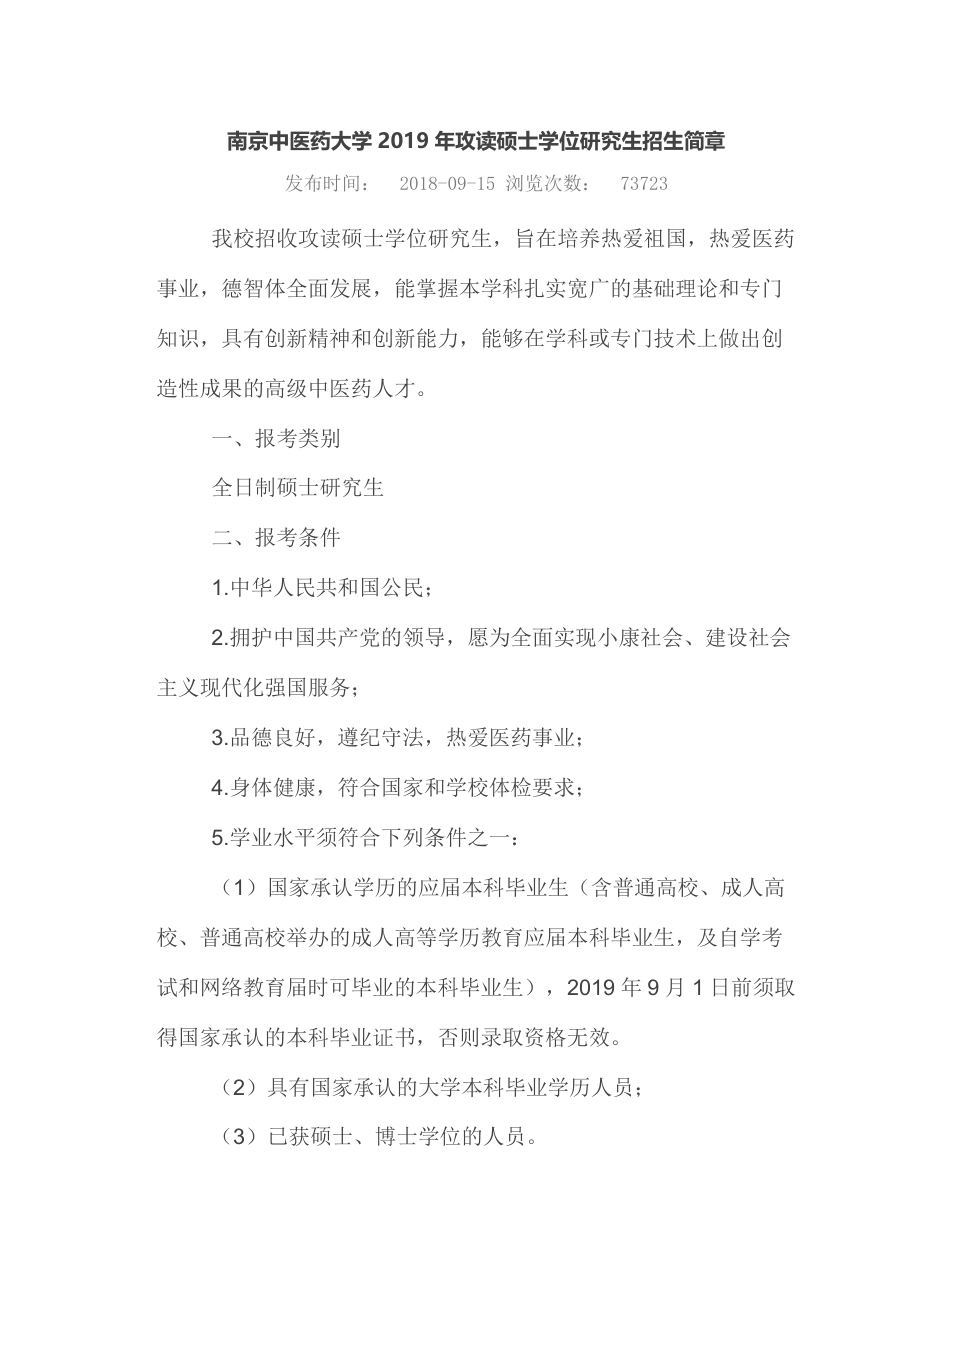 南京中医药大学 2019 年攻读硕士学位研究生招生简章
发布时间： 2018-09-15 浏览次数： 73723
我校招收攻读硕士学位研究生，旨在培养热爱祖国，热爱医药
事业，德智体全面发展，能掌握本学科扎实宽广的基础理论和专门
知识，具有创新精神和创新能力，能够在学科或专门技术上做出创
造性成果的高级中医药人才。
一、报考类别
全日制硕士研究生
二、报考条件
1.中华人民共和国公民；
2.拥护中国共产党的领导，愿为全面实现小康社会、建设社会
主义现代化强国服务；
3.品德良好，遵纪守法，热爱医药事业；
4.身体健康，符合国家和学校体检要求；
5.学业水平须符合下列条件之一：
（1）国家承认学历的应届本科毕业生（含普通高校、成人高
校、普通高校举办的成人高等学历教育应届本科毕业生，及自学考
试和网络教育届时可毕业的本科毕业生），2019 年 9 月 1 日前须取
得国家承认的本科毕业证书，否则录取资格无效。
（2）具有国家承认的大学本科毕业学历人员；
（3）已获硕士、博士学位的人员。